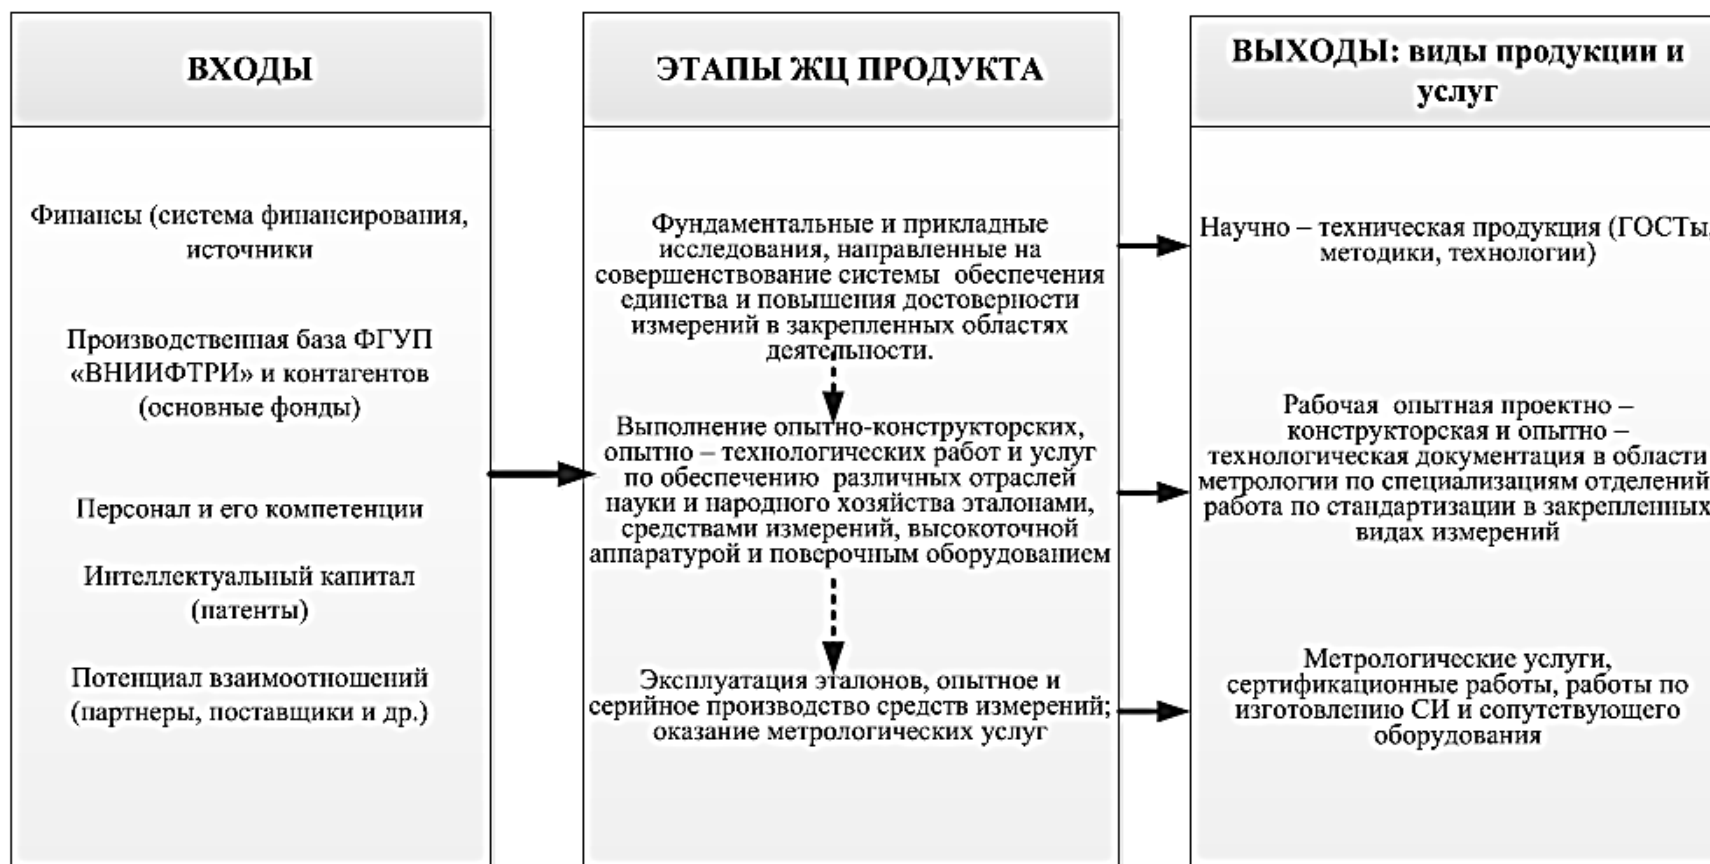 ВХОДЫ
Финансы (система финансирования,
источники
Производственная база ФГУП
«ВНИИФТРИ» и контагентов
(основные фонды)
Персонал и его компетенции
Интеллектуальный капитал
(патенты)
Потенциал взаимоотношений
(партнеры, поставщики и др.)
ЭТАПЫ ЖЦ ПРОДУКТА
Фундаментальные и прикладные
исследования, направленные на
совершенствование системы обеспечения
единства и повышения достоверности
измерений в закрепленных областях
деятельности.
Выполнение опытно-конструкторских,
опытно – технологических работ и услуг
по обеспечению различных отраслей
науки и народного хозяйства эталонами,
средствами измерений, высокоточной
аппаратурой и поверочным оборудованием
Эксплуатация эталонов, опытное и
серийное производство средств измерений;
оказание метрологических услуг
ВЫХОДЫ: виды продукции и
услуг
Научно – техническая продукция (ГОСТы,
методики, технологии)
Рабочая опытная проектно –
конструкторская и опытно –
технологическая документация в области
метрологии по специализациям отделений
работа по стандартизации в закрепленных
видах измерений
Метрологические услуги,
сертификационные работы, работы по
изготовлению СИ и сопутствующего
оборудования